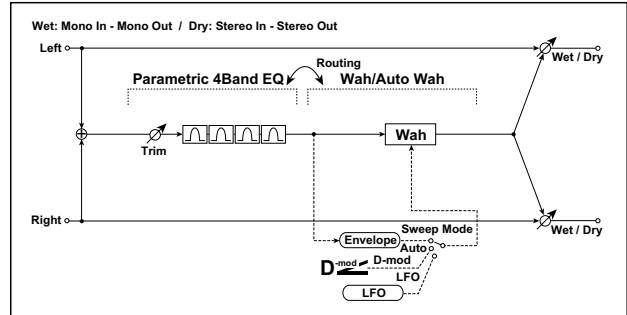 Wet: Mono In - Mono Out / Dry: Stereo In - Stereo Out
Left
Wet / Dry
Routing
Parametric 4Band EQ
Wah/Auto Wah
Trim
Wah
Right
Wet / Dry
Sweep Mode
Envelope
Auto
D-mod
D-mod
LFO
LFO